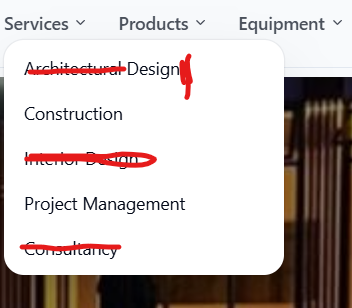 Services Products Equipment
Architectural Design
Construction
Interior Design
Project Management
Consultancy